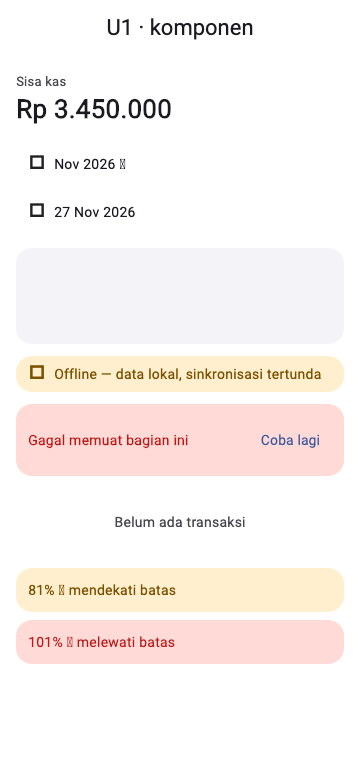 U1 · komponen
Sisa kas
Rp 3.450.000
Nov 2026
27 Nov 2026
Offline — data lokal, sinkronisasi tertunda
Gagal memuat bagian ini
Coba lagi
Belum ada transaksi
81% mendekati batas
101% melewati batas